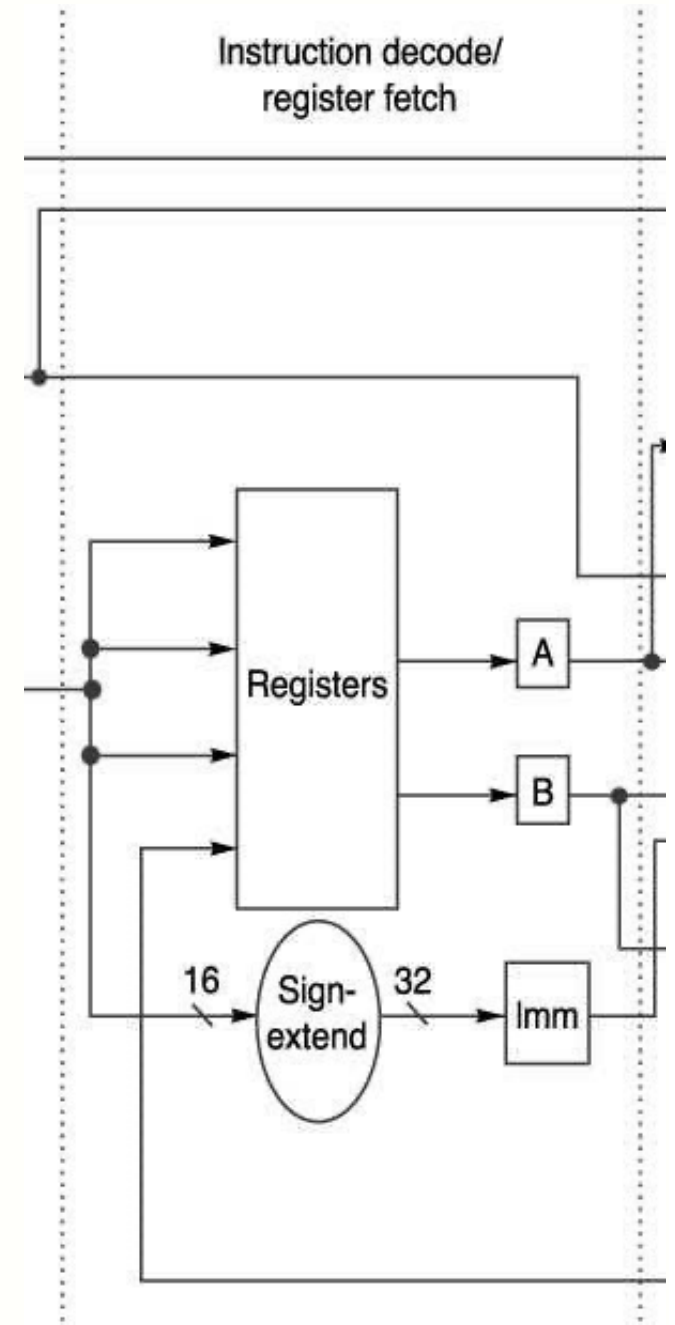 Instruction decode/
register fetch
Registers
A
B
16
Sign-
extend
32
Imm